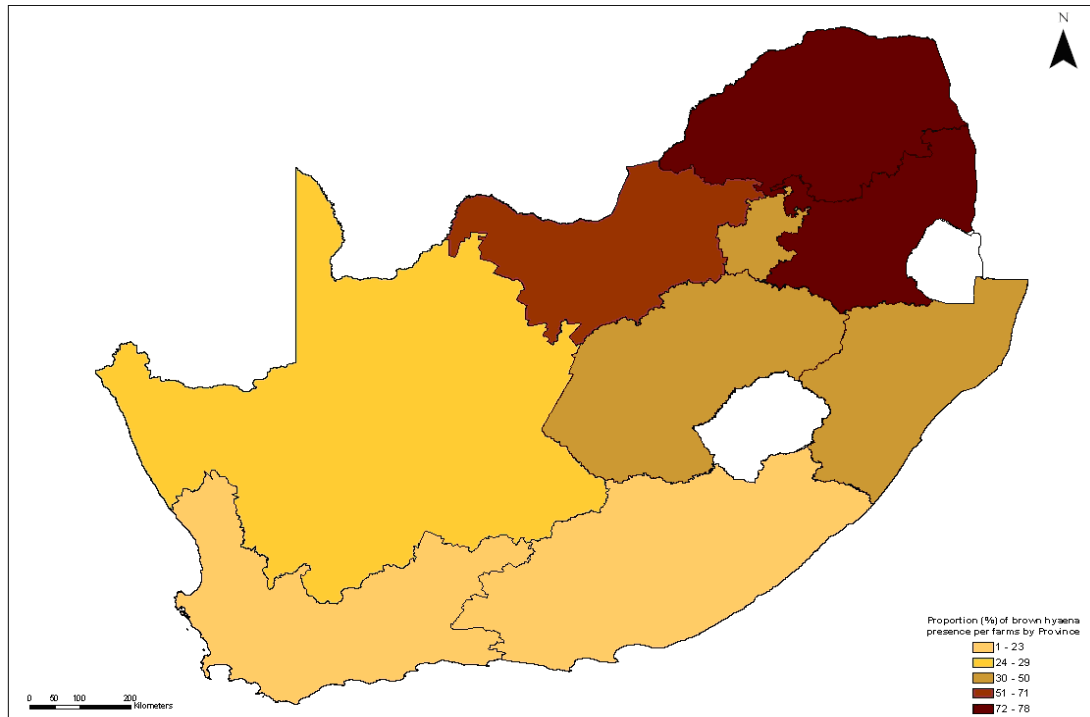 N
Proportion (%) of brown hyaena
presence per farms by Province
1 - 23
24 - 29
30 - 50
51 - 71
72 - 78
0 50 100 200
Kilometers